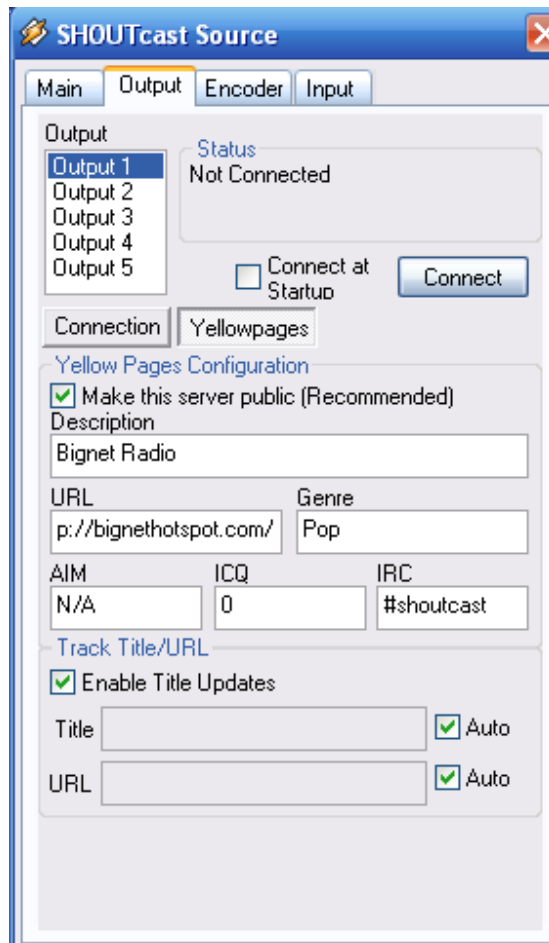 SHOUTcast Source
Main Output Encoder Input
Output
Output 1
Output 2
Output 3
Output 4
Output 5
Status
Not Connected
Connect at
Startup
Connect
Connection Yellowpages
Yellow Pages Configuration
Make this server public (Recommended)
Description
Bignet Radio
URL Genre
p://bignethotspot.com/ Pop
AIM ICQ IRC
N/A 0 #shoutcast
Track Title/URL
Enable Title Updates
Title Auto
URL Auto